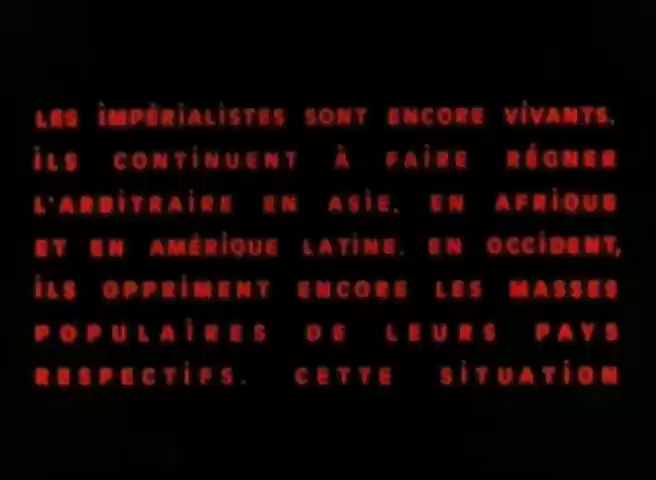 LES iMPÉRiALiSTES SONT ENCORE ViVANTS.
iLS CONTiNUENT À FAiRE RÉGNER
L'ARBiTRAiRE EN ASiE, EN AFRiQUE
ET EN AMÉRiQUE LATiNE. EN OCCiDENT,
iLS OPPRiMENT ENCORE LES MASSES
POPULAiRES DE LEURS PAYS
RESPECTiFS. CETTE SiTUATiON